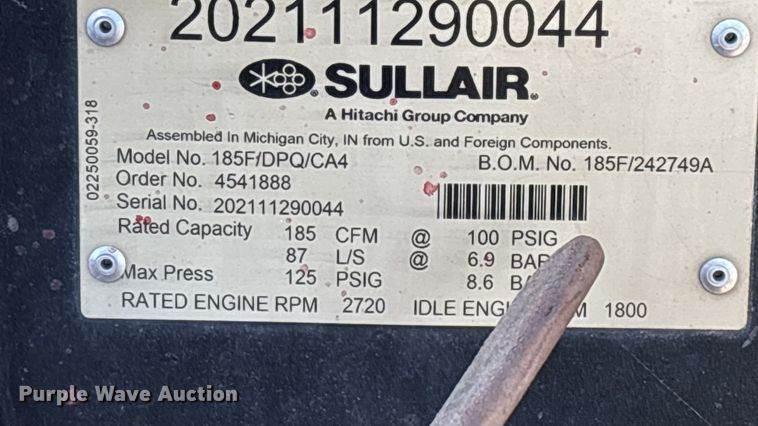 202111290044
SULLAIR®
A Hitachi Group Company
Assembled In Michigan City, IN from U.S. and Foreign Components.
Model No. 185F/DPQ/CA4 B.O.M. No. 185F/242749A
Order No. 4541888
Serial No. 202111290044
Rated Capacity 185 CFM @ 100 PSIG
87 L/S @ 6.9
Max Press 125 PSIG 8.6
RATED ENGINE RPM 2720 IDLE 1800
02250059-318
Purple Wave Auction